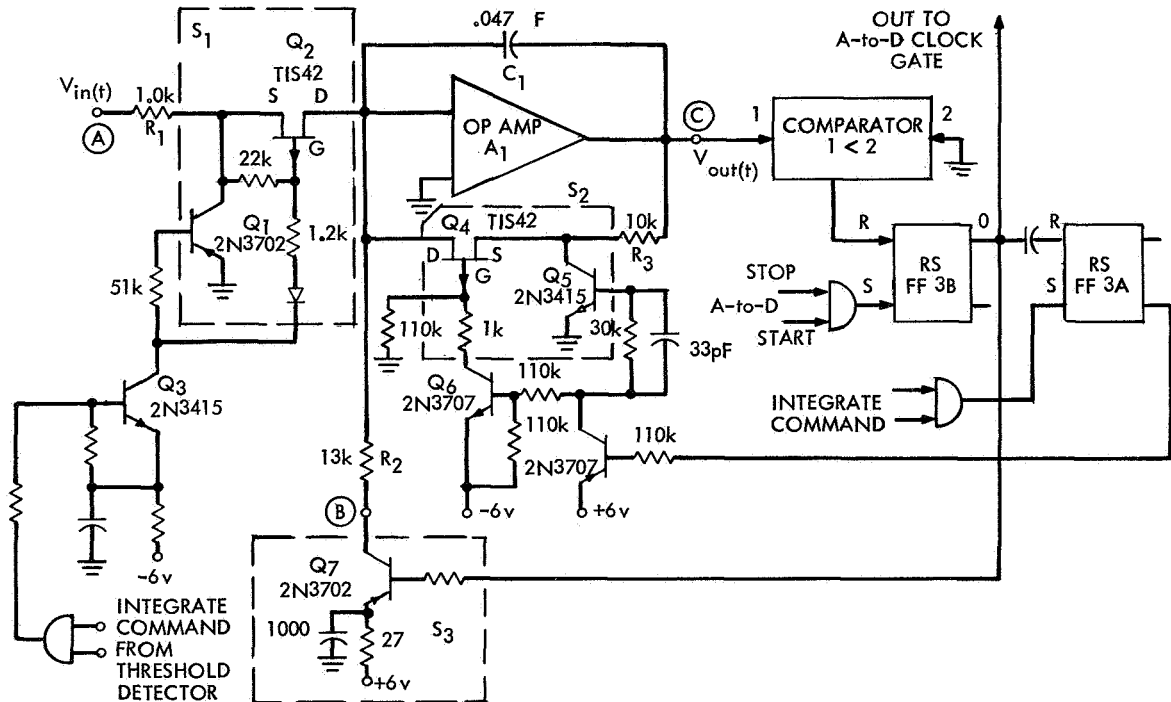 S1
Q2
TIS42
S
D
G
Vin(t)
A
1.0k
R1
22k
Q1
2N3702
1.2k
51k
Q3
2N3415
-6v
INTEGRATE
COMMAND
FROM
THRESHOLD
DETECTOR
.047 F
C1
OP AMP
A1
C
Vout(t)
1
2
COMPARATOR
1 < 2
OUT TO
A-to-D CLOCK
GATE
S2
Q4
TIS42
D
S
G
10k
R3
Q5
2N3415
30k
33pF
110k
1k
Q6
2N3707
110k
110k
2N3707
110k
-6v
+6v
13k
R2
B
Q7
2N3702
1000
27
S3
+6v
R
S
0
RS
FF 3B
STOP
A-to-D
START
R
S
RS
FF 3A
INTEGRATE
COMMAND